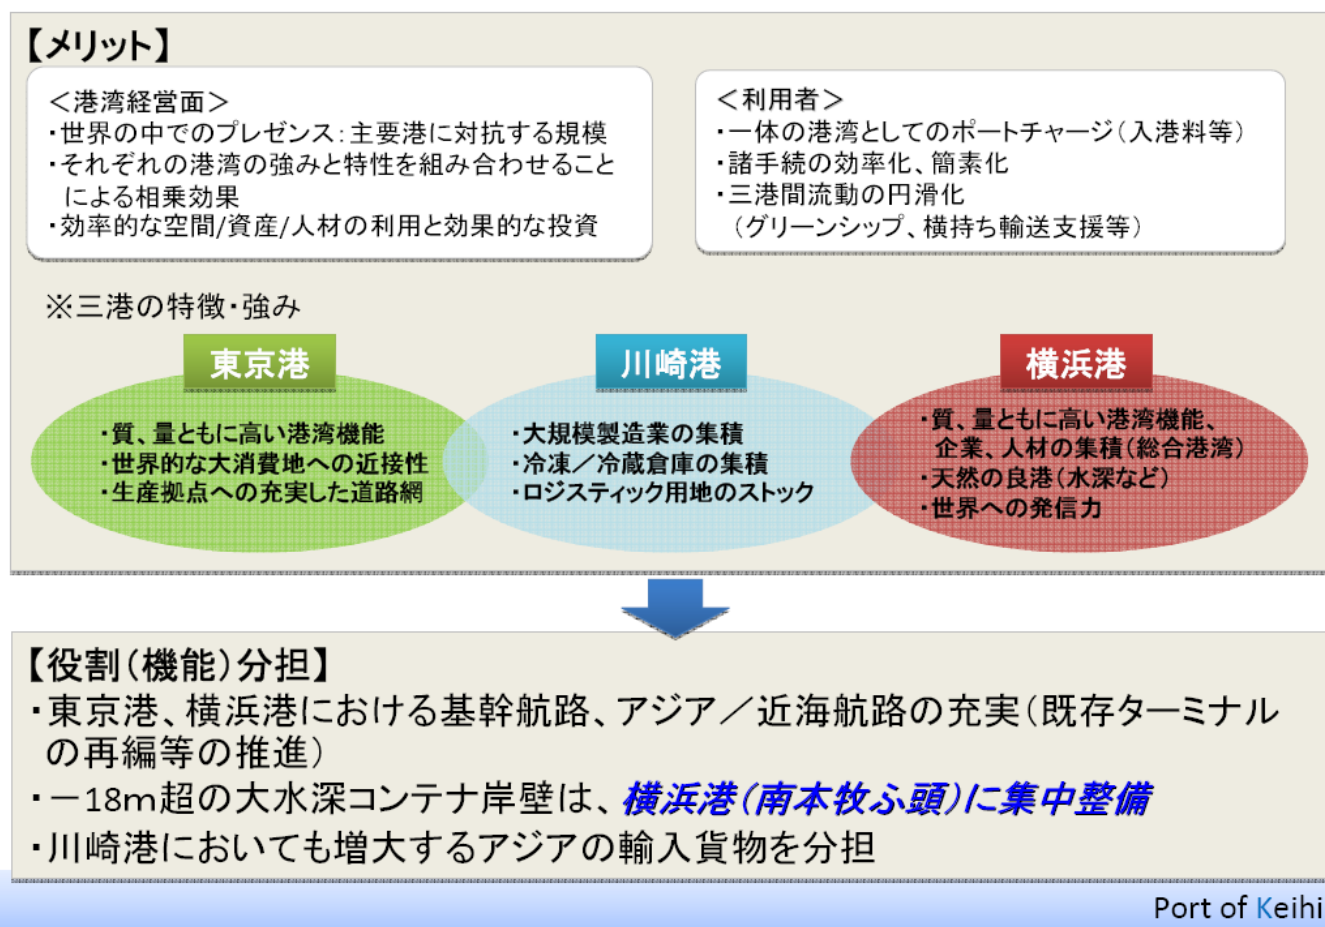 【メリット】
＜港湾経営面＞
・世界の中でのプレゼンス：主要港に対抗する規模
・それぞれの港湾の強みと特性を組み合わせること
による相乗効果
・効率的な空間/資産/人材の利用と効果的な投資
＜利用者＞
・一体の港湾としてのポートチャージ（入港料等）
・諸手続の効率化、簡素化
・三港間流動の円滑化
（グリーンシップ、横持ち輸送支援等）
※三港の特徴・強み
東京港
・質、量ともに高い港湾機能
・世界的な大消費地への近接性
・生産拠点への充実した道路網
川崎港
・大規模製造業の集積
・冷凍／冷蔵倉庫の集積
・ロジスティック用地のストック
横浜港
・質、量ともに高い港湾機能、
企業、人材の集積（総合港湾）
・天然の良港（水深など）
・世界への発信力
【役割（機能）分担】
・東京港、横浜港における基幹航路、アジア／近海航路の充実（既存ターミナル
の再編等の推進）
・－18ｍ超の大水深コンテナ岸壁は、横浜港（南本牧ふ頭）に集中整備
・川崎港においても増大するアジアの輸入貨物を分担
Port of Keihi